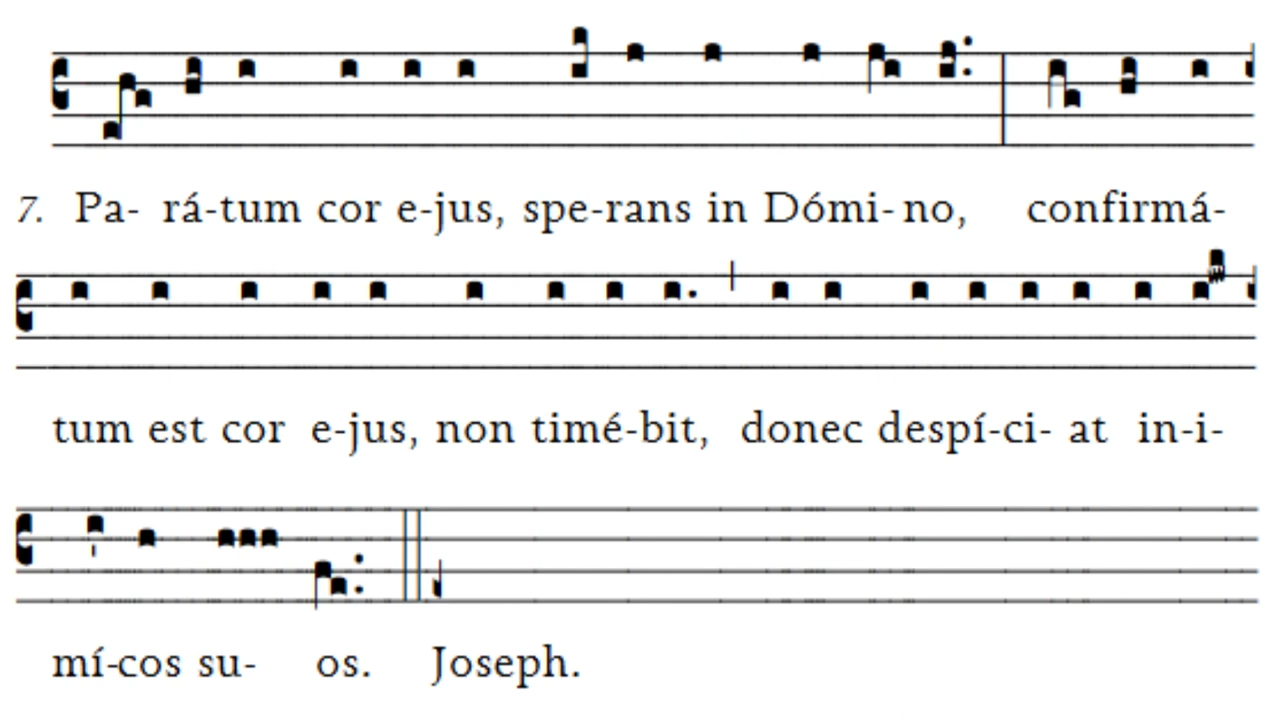 7. Pa- rá-tum cor e-jus, spe-rans in Dómi-no, confirmá-
tum est cor e-jus, non timé-bit, donec despí-ci- at in-i-
mí-cos su- os. Joseph.